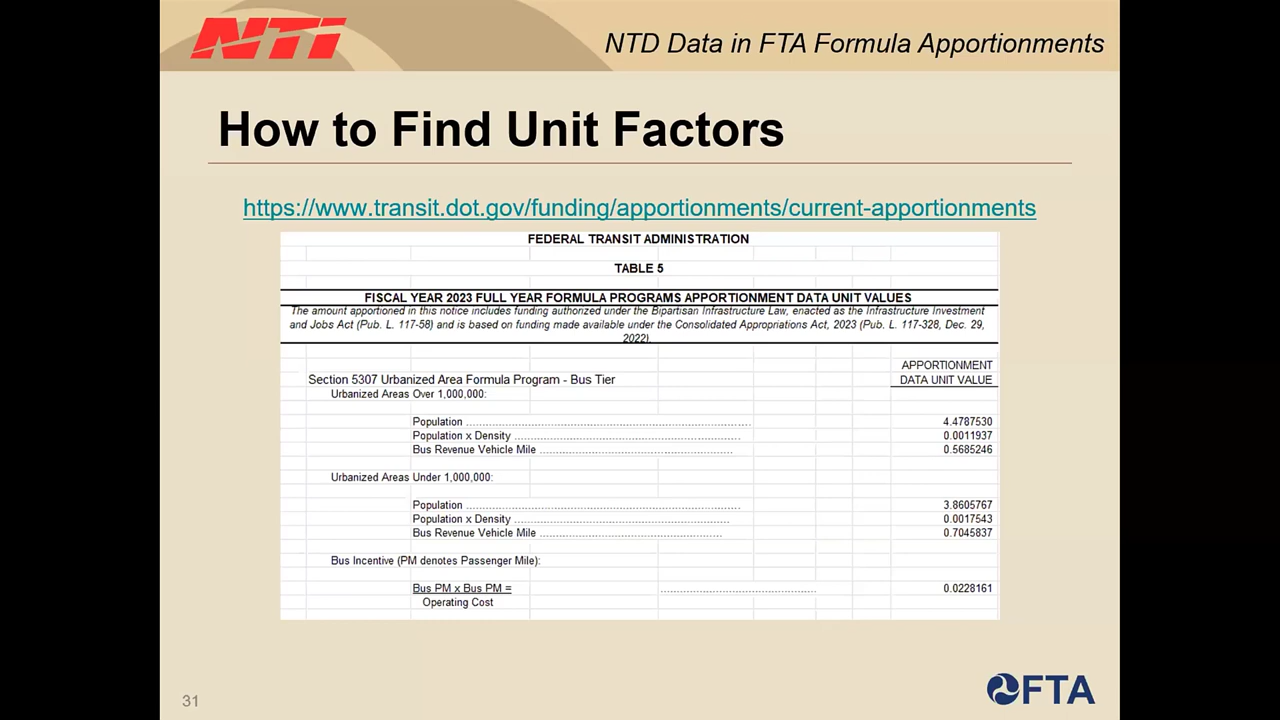 NTI
NTD Data in FTA Formula Apportionments
How to Find Unit Factors
https://www.transit.dot.gov/funding/apportionments/current-apportionments
FEDERAL TRANSIT ADMINISTRATION
TABLE 5
FISCAL YEAR 2023 FULL YEAR FORMULA PROGRAMS APPORTIONMENT DATA UNIT VALUES
The amount apportioned in this notice includes funding authorized under the Bipartisan Infrastructure Law, enacted as the Infrastructure Investment
and Jobs Act (Pub. L. 117-58) and is based on funding made available under the Consolidated Appropriations Act, 2023 (Pub. L. 117-328, Dec. 29,
2022).
APPORTIONMENT
Section 5307 Urbanized Area Formula Program - Bus Tier DATA UNIT VALUE
Urbanized Areas Over 1,000,000:
Population ........................ 4.4787530
Population x Density ........................ 0.0011937
Bus Revenue Vehicle Mile ........................ 0.5685246
Urbanized Areas Under 1,000,000:
Population ........................ 3.8605767
Population x Density ........................ 0.0017543
Bus Revenue Vehicle Mile ........................ 0.7045837
Bus Incentive (PM denotes Passenger Mile):
Bus PM x Bus PM = ........................ 0.0228161
Operating Cost
31
FTA